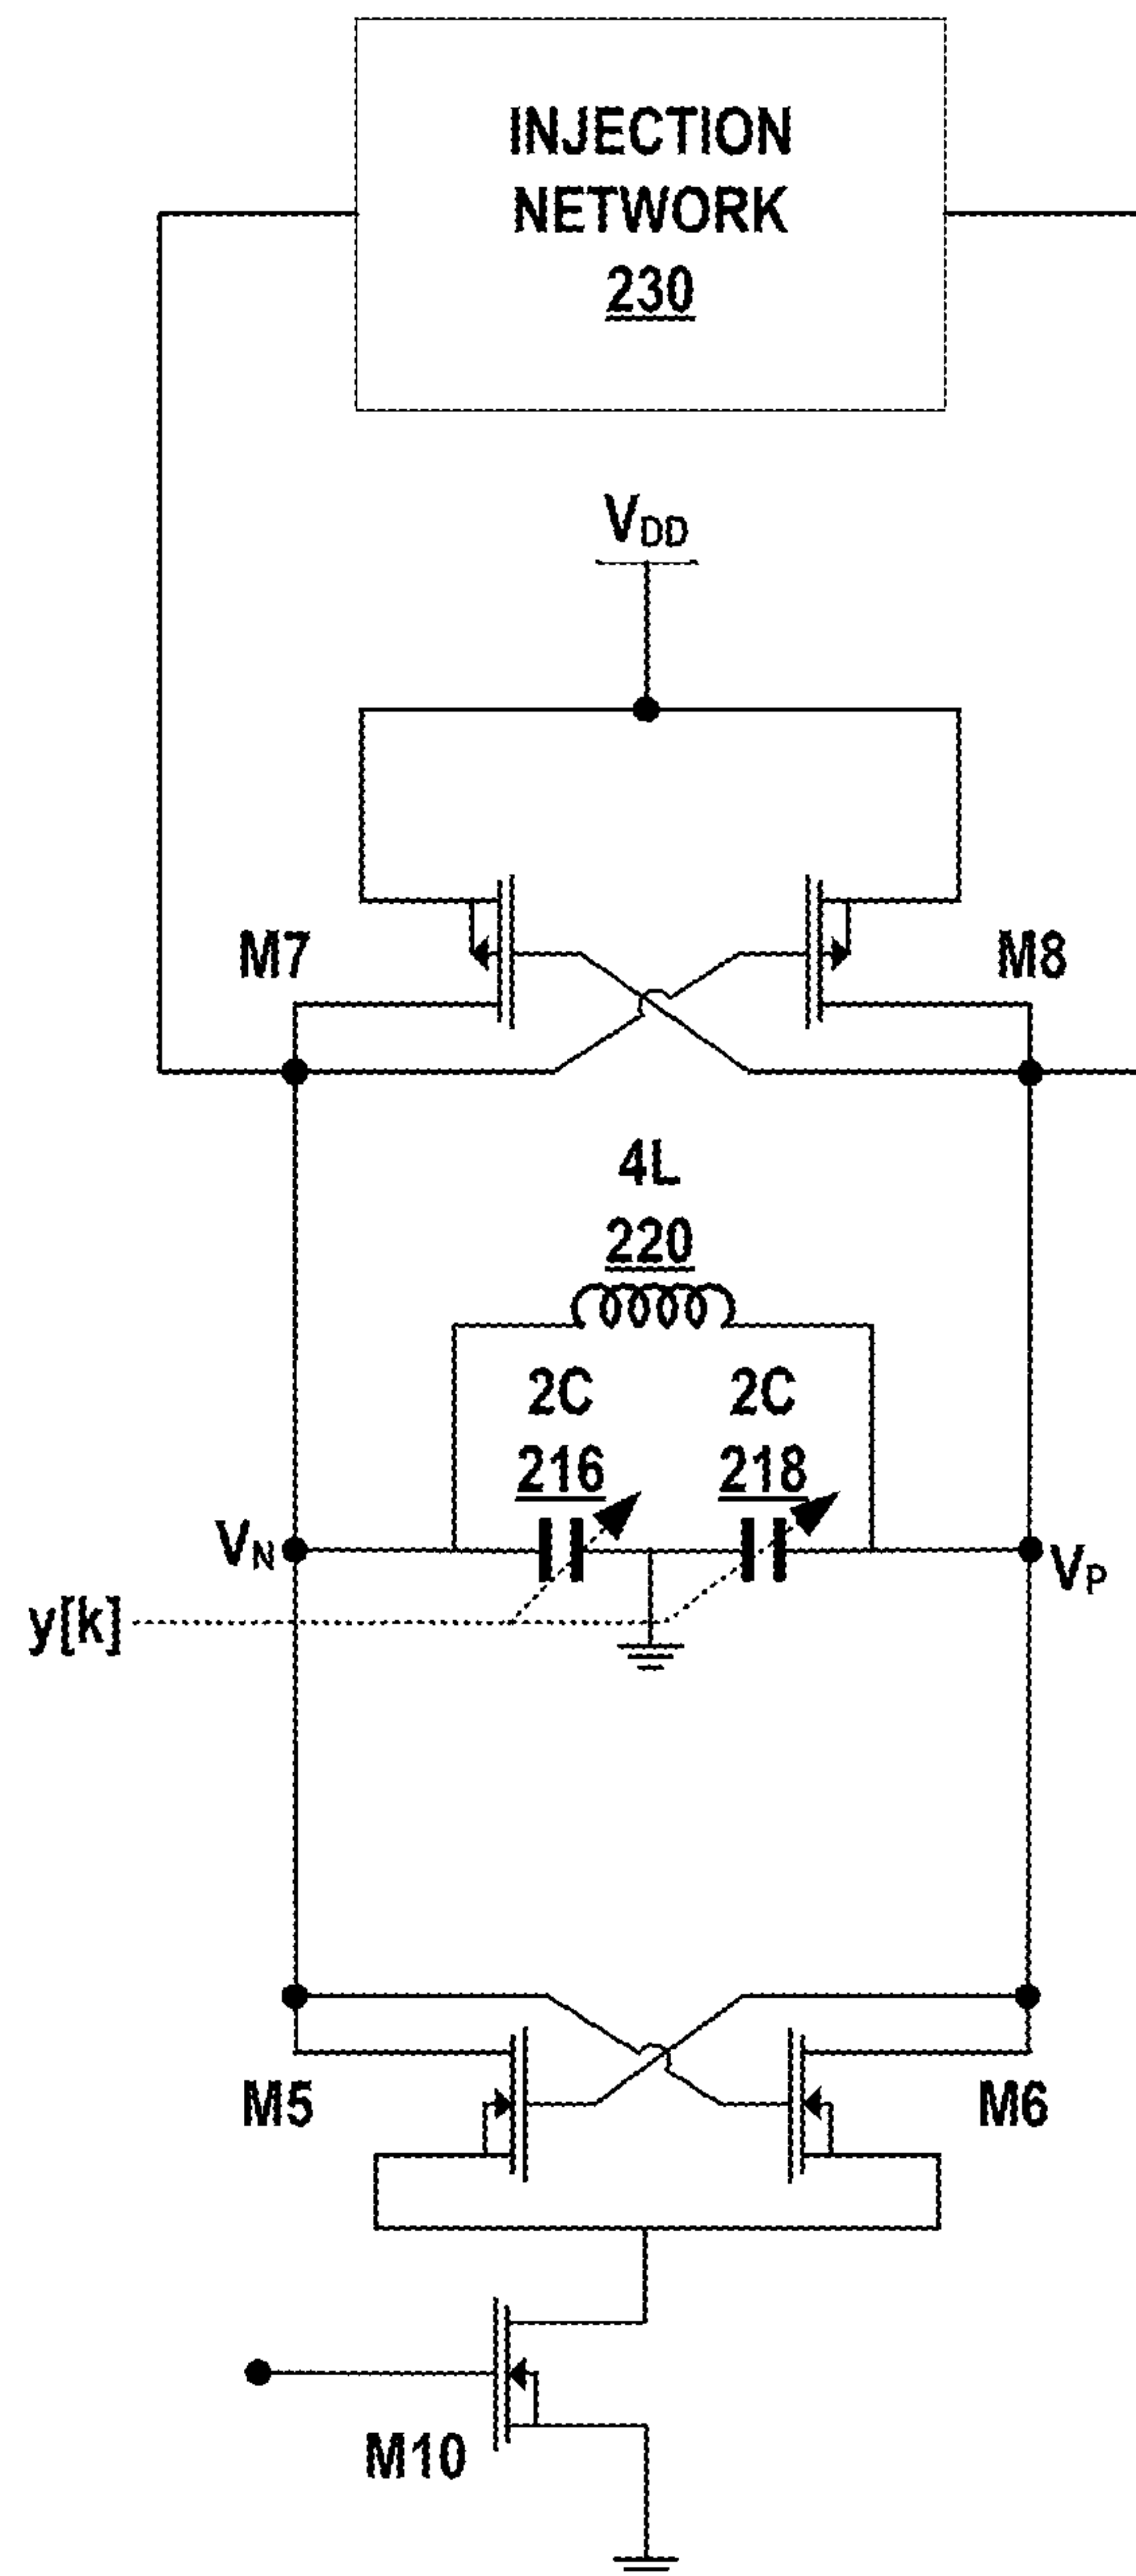 INJECTION
NETWORK
230
VDD
M7
M8
4L
220
2C
2C
216
218
VN
VP
y[k]
M5
M6
M10